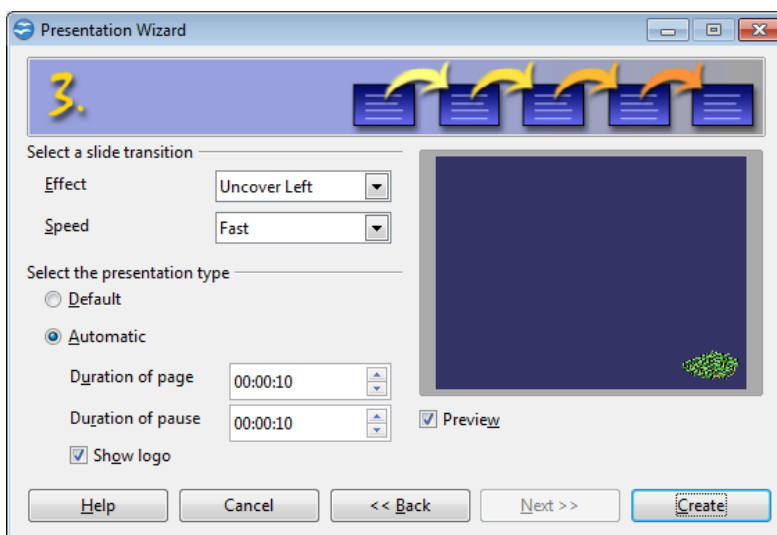 Presentation Wizard
3.
Select a slide transition
Effect
Uncover Left
Speed
Fast
Select the presentation type
Default
Automatic
Duration of page
00:00:10
Duration of pause
00:00:10
Preview
Show logo
Help
Cancel
<< Back
Next >>
Create